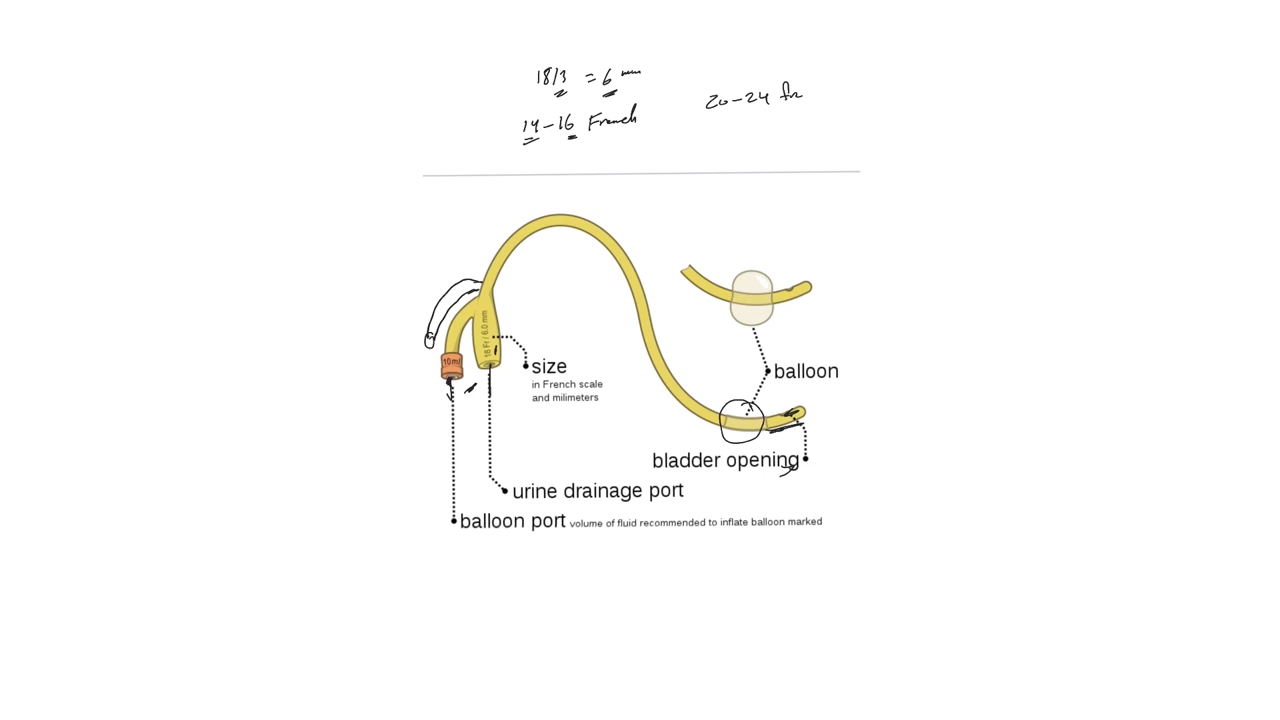 18/3 = 6 mm
20-24 fr
14-16 French
10ml
18 Fr / 6.0 mm
size
in French scale
and milimeters
balloon
bladder opening
urine drainage port
balloon port volume of fluid recommended to inflate balloon marked